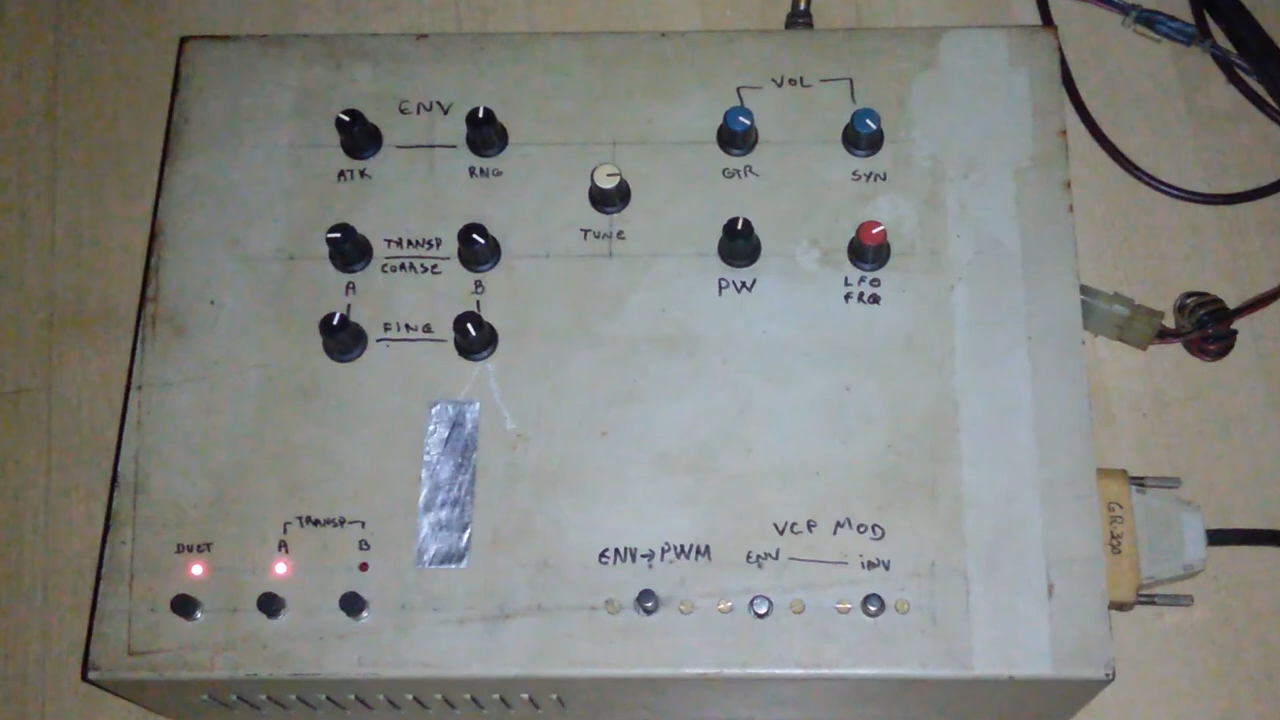 ENV
VOL
ATK
RNG
GTR
SYN
TUNE
TRANSP
COARSE
A
B
PW
LFO
FRQ
FINE
TRANSP
DUET
A
B
VCF MOD
ENV→PWM
ENV
INV
GR.300